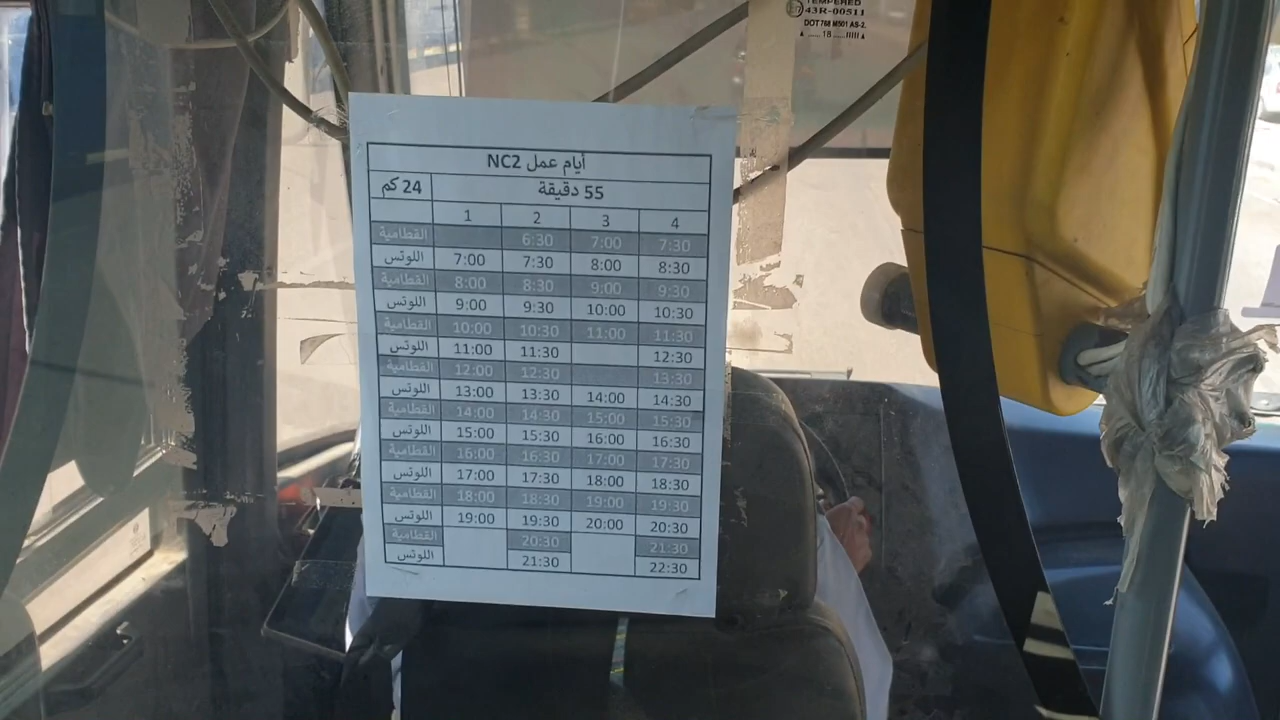 TEMPERED
43R-00511
DOT768 M501 AS-2
18
أيام عمل NC2
24 كم 55 دقيقة
1 2 3 4
القطامية 6:30 7:00 7:30
اللوتس 7:00 7:30 8:00 8:30
القطامية 8:00 8:30 9:00 9:30
اللوتس 9:00 9:30 10:00 10:30
القطامية 10:00 10:30 11:00 11:30
اللوتس 11:00 11:30 12:30
القطامية 12:00 12:30 13:30
اللوتس 13:00 13:30 14:00 14:30
القطامية 14:00 14:30 15:00 15:30
اللوتس 15:00 15:30 16:00 16:30
القطامية 16:00 16:30 17:00 17:30
اللوتس 17:00 17:30 18:00 18:30
القطامية 18:00 18:30 19:00 19:30
اللوتس 19:00 19:30 20:00 20:30
القطامية 20:30 21:30
اللوتس 21:30 22:30